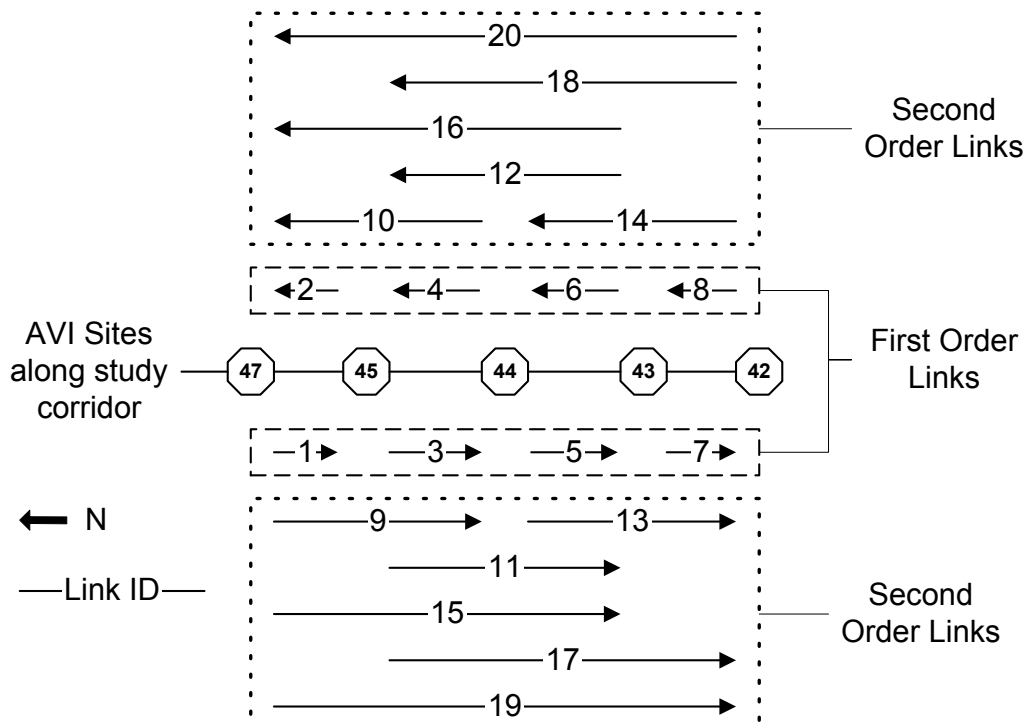 20
18
16
12
10 14
Second
Order Links
2 4 6 8
AVI Sites
along study
corridor
47 45 44 43 42
First Order
Links
1 3 5 7
N
Link ID
9 13
11
15
17
19
Second
Order Links